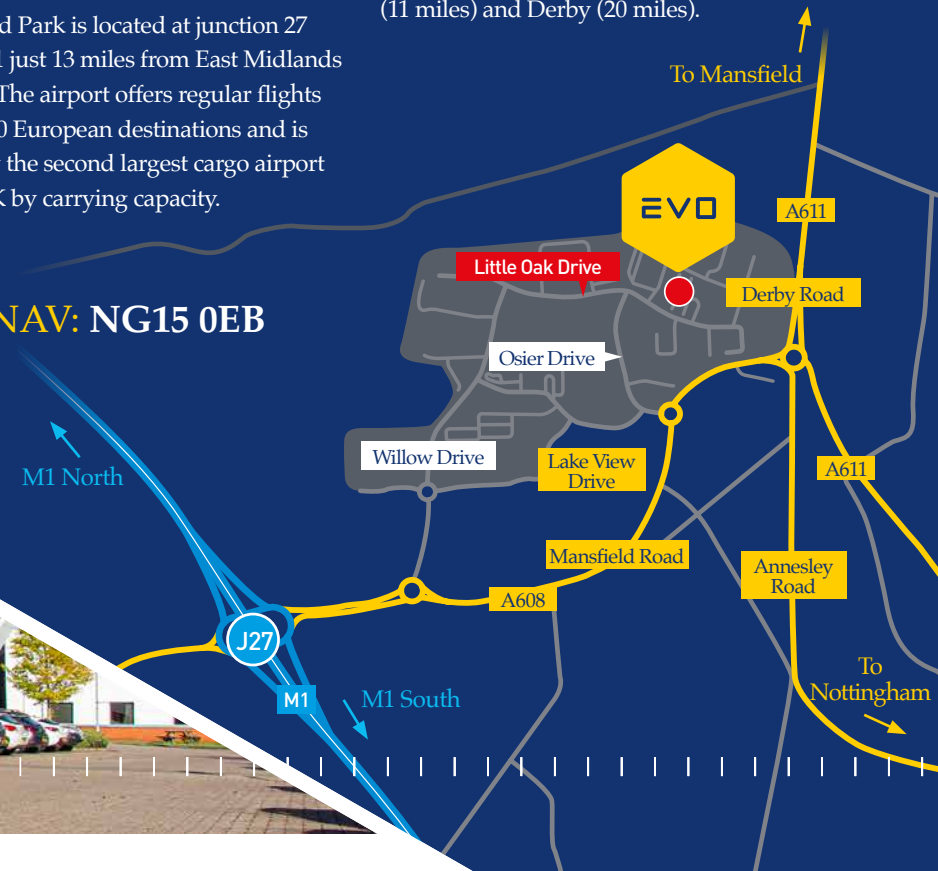 (11 miles) and Derby (20 miles).
d Park is located at junction 27
just 13 miles from East Midlands
The airport offers regular flights
0 European destinations and is
the second largest cargo airport
K by carrying capacity.
NAV: NG15 0EB
To Mansfield
EVO
A611
Little Oak Drive
Derby Road
Osier Drive
Willow Drive
Lake View
Drive
A611
M1 North
Mansfield Road
Annesley
Road
A608
J27
M1
M1 South
To
Nottingham